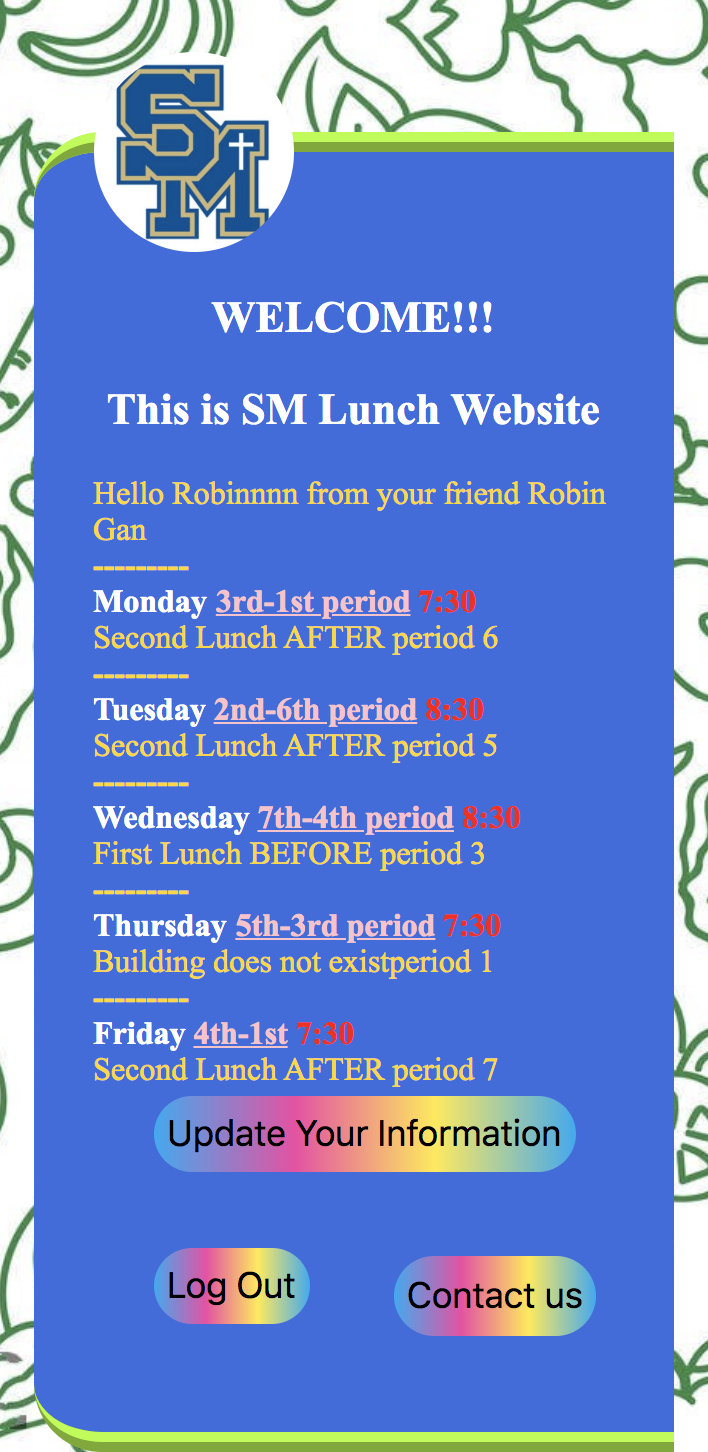 SM
WELCOME!!!
This is SM Lunch Website
Hello Robinnnn from your friend Robin
Gan
---------
Monday 3rd-1st period 7:30
Second Lunch AFTER period 6
---------
Tuesday 2nd-6th period 8:30
Second Lunch AFTER period 5
---------
Wednesday 7th-4th period 8:30
First Lunch BEFORE period 3
---------
Thursday 5th-3rd period 7:30
Building does not existperiod 1
---------
Friday 4th-1st 7:30
Second Lunch AFTER period 7
Update Your Information
Log Out
Contact us